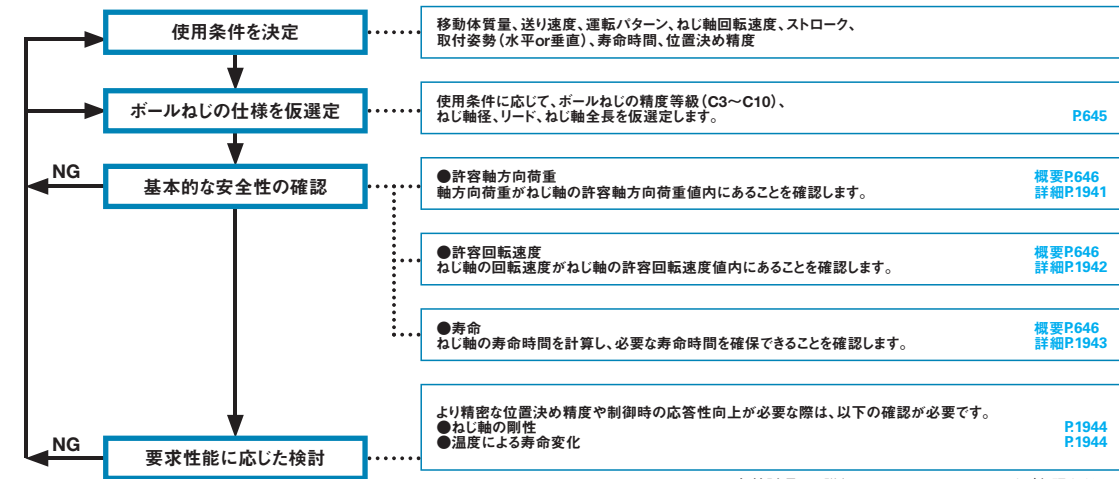 使用条件を決定
移動体質量、送り速度、運転パターン、ねじ軸回転速度、ストローク、
取付姿勢(水平or垂直)、寿命時間、位置決め精度
ボールねじの仕様を仮選定
使用条件に応じて、ボールねじの精度等級(C3〜C10)、
ねじ軸径、リード、ねじ軸全長を仮選定します。 P.645
NG
基本的な安全性の確認
●許容軸方向荷重 概要P.646
軸方向荷重がねじ軸の許容軸方向荷重値内にあることを確認します。 詳細P.1941
●許容回転速度 概要P.646
ねじ軸の回転速度がねじ軸の許容回転速度値内にあることを確認します。 詳細P.1942
●寿命 概要P.646
ねじ軸の寿命時間を計算し、必要な寿命時間を確保できることを確認します。 詳細P.1943
NG
要求性能に応じた検討
より精密な位置決め精度や制御時の応答性向上が必要な際は、以下の確認が必要です。
●ねじ軸の剛性 P.1944
●温度による寿命変化 P.1944